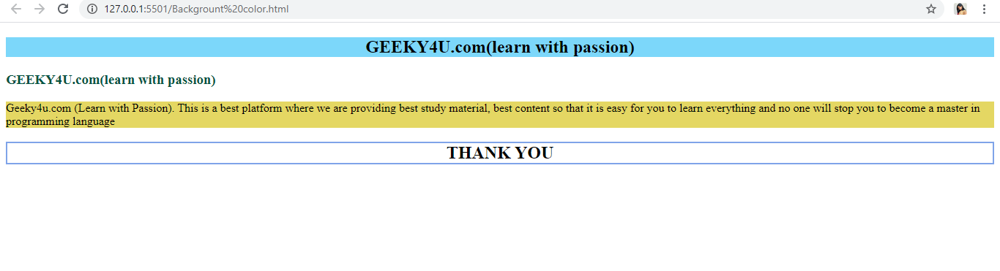 127.0.0.1:5501/Backgrount%20color.html
GEEKY4U.com(learn with passion)
GEEKY4U.com(learn with passion)
Geeky4u.com (Learn with Passion). This is a best platform where we are providing best study material, best content so that it is easy for you to learn everything and no one will stop you to become a master in
programming language
THANK YOU